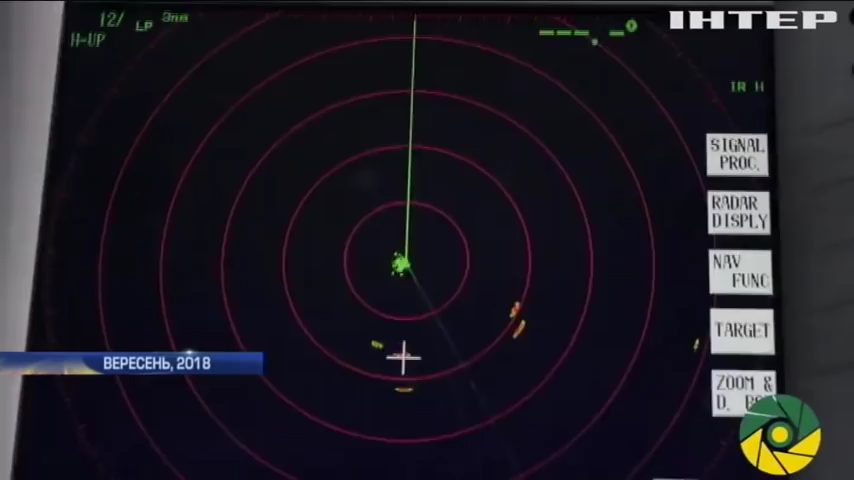 12/ LP
H-UP
ІНТЕР
IR H
SIGNAL
PROC.
RADAR
DISPLY
NAV
FUNC
TARGET
ZOOM &
D.
ВЕРЕСЕНЬ, 2018